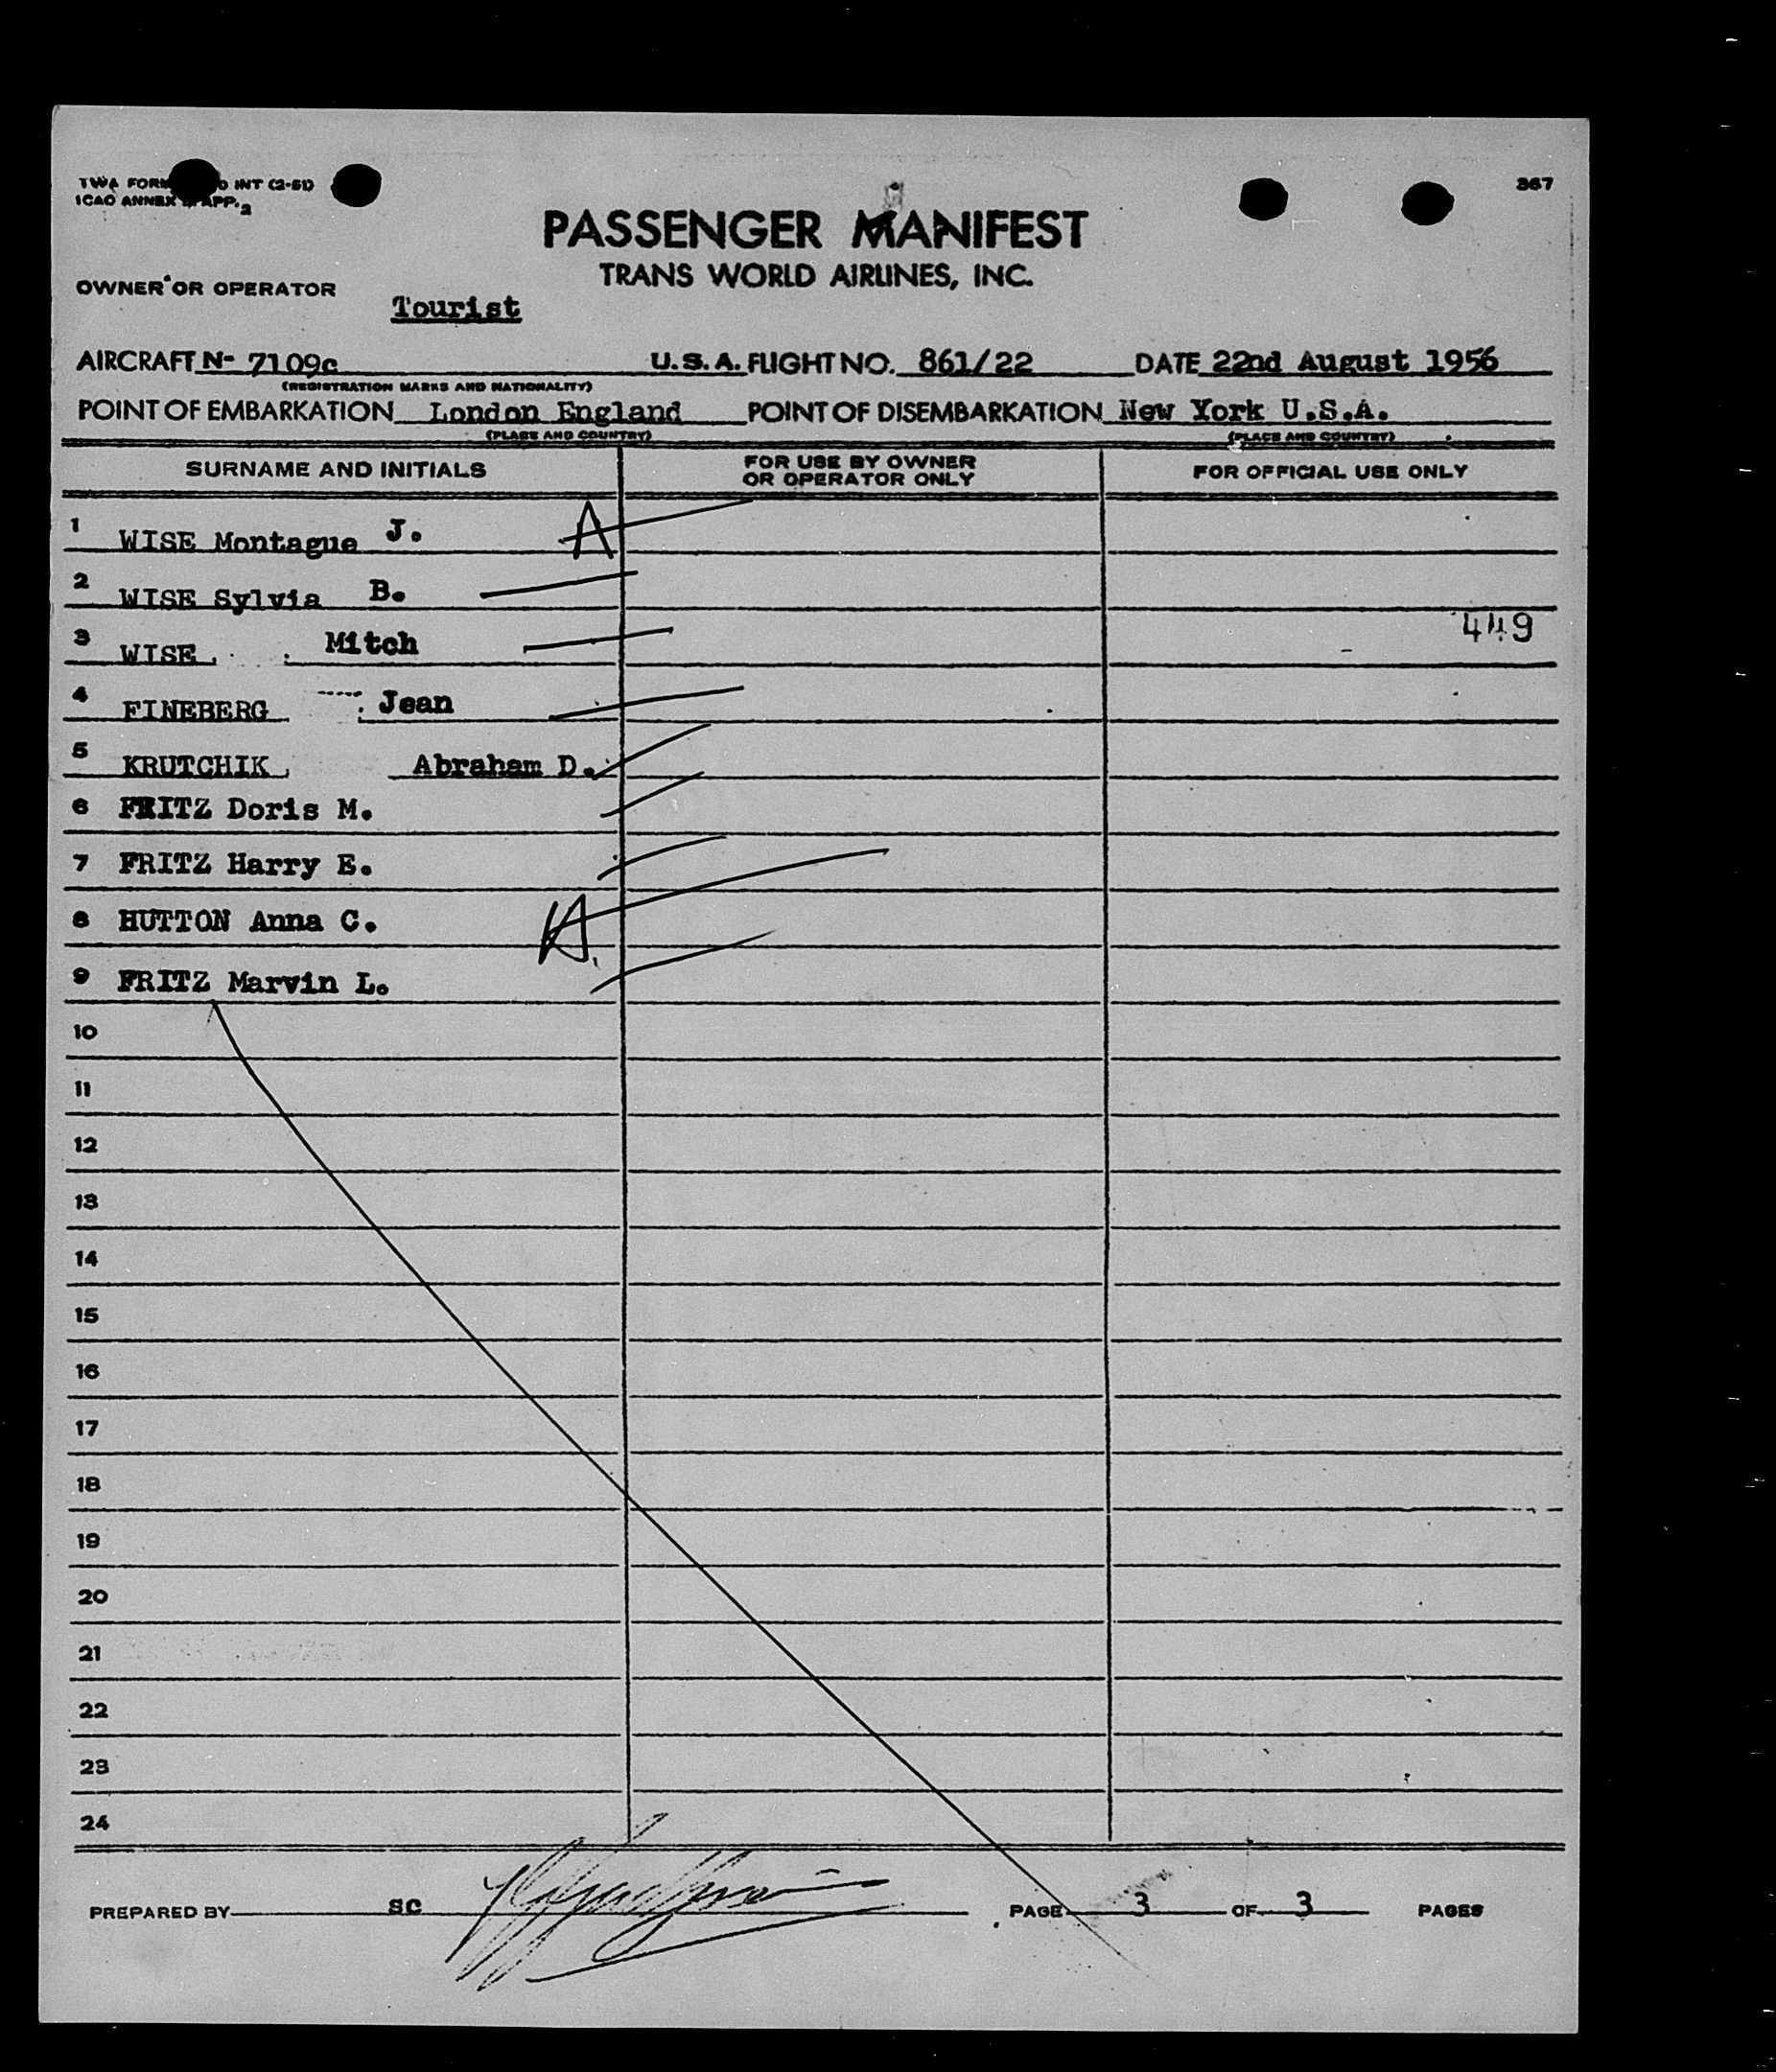 TWA FORM O INT (2-51)
ICAO ANNEX APP. 2
367
PASSENGER MANIFEST
TRANS WORLD AIRLINES, INC.
OWNER OR OPERATOR
Tourist
AIRCRAFT N- 7109c U.S.A. FLIGHT NO. 861/22 DATE 22nd August 1956
(REGISTRATION MARKS AND NATIONALITY)
POINT OF EMBARKATION London England POINT OF DISEMBARKATION New York U.S.A.
(PLACE AND COUNTRY) (PLACE AND COUNTRY)
SURNAME AND INITIALS
FOR USE BY OWNER
OR OPERATOR ONLY
FOR OFFICIAL USE ONLY
1 WISE Montague J. A
2 WISE Sylvia B.
449
3 WISE Mitch
4 FINEBERG Jean
5 KRUTCHIK Abraham D.
6 FRITZ Doris M.
7 FRITZ Harry E.
8 HUTTON Anna C. A
9 FRITZ Marvin L.
10
11
12
13
14
15
16
17
18
19
20
21
22
23
24
PREPARED BY sc PAGE 3 OF 3 PAGES